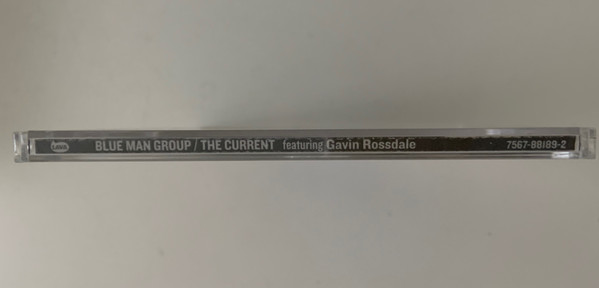 BLUE MAN GROUP / THE CURRENT featuring Gavin Rossdale 7567-88189-2